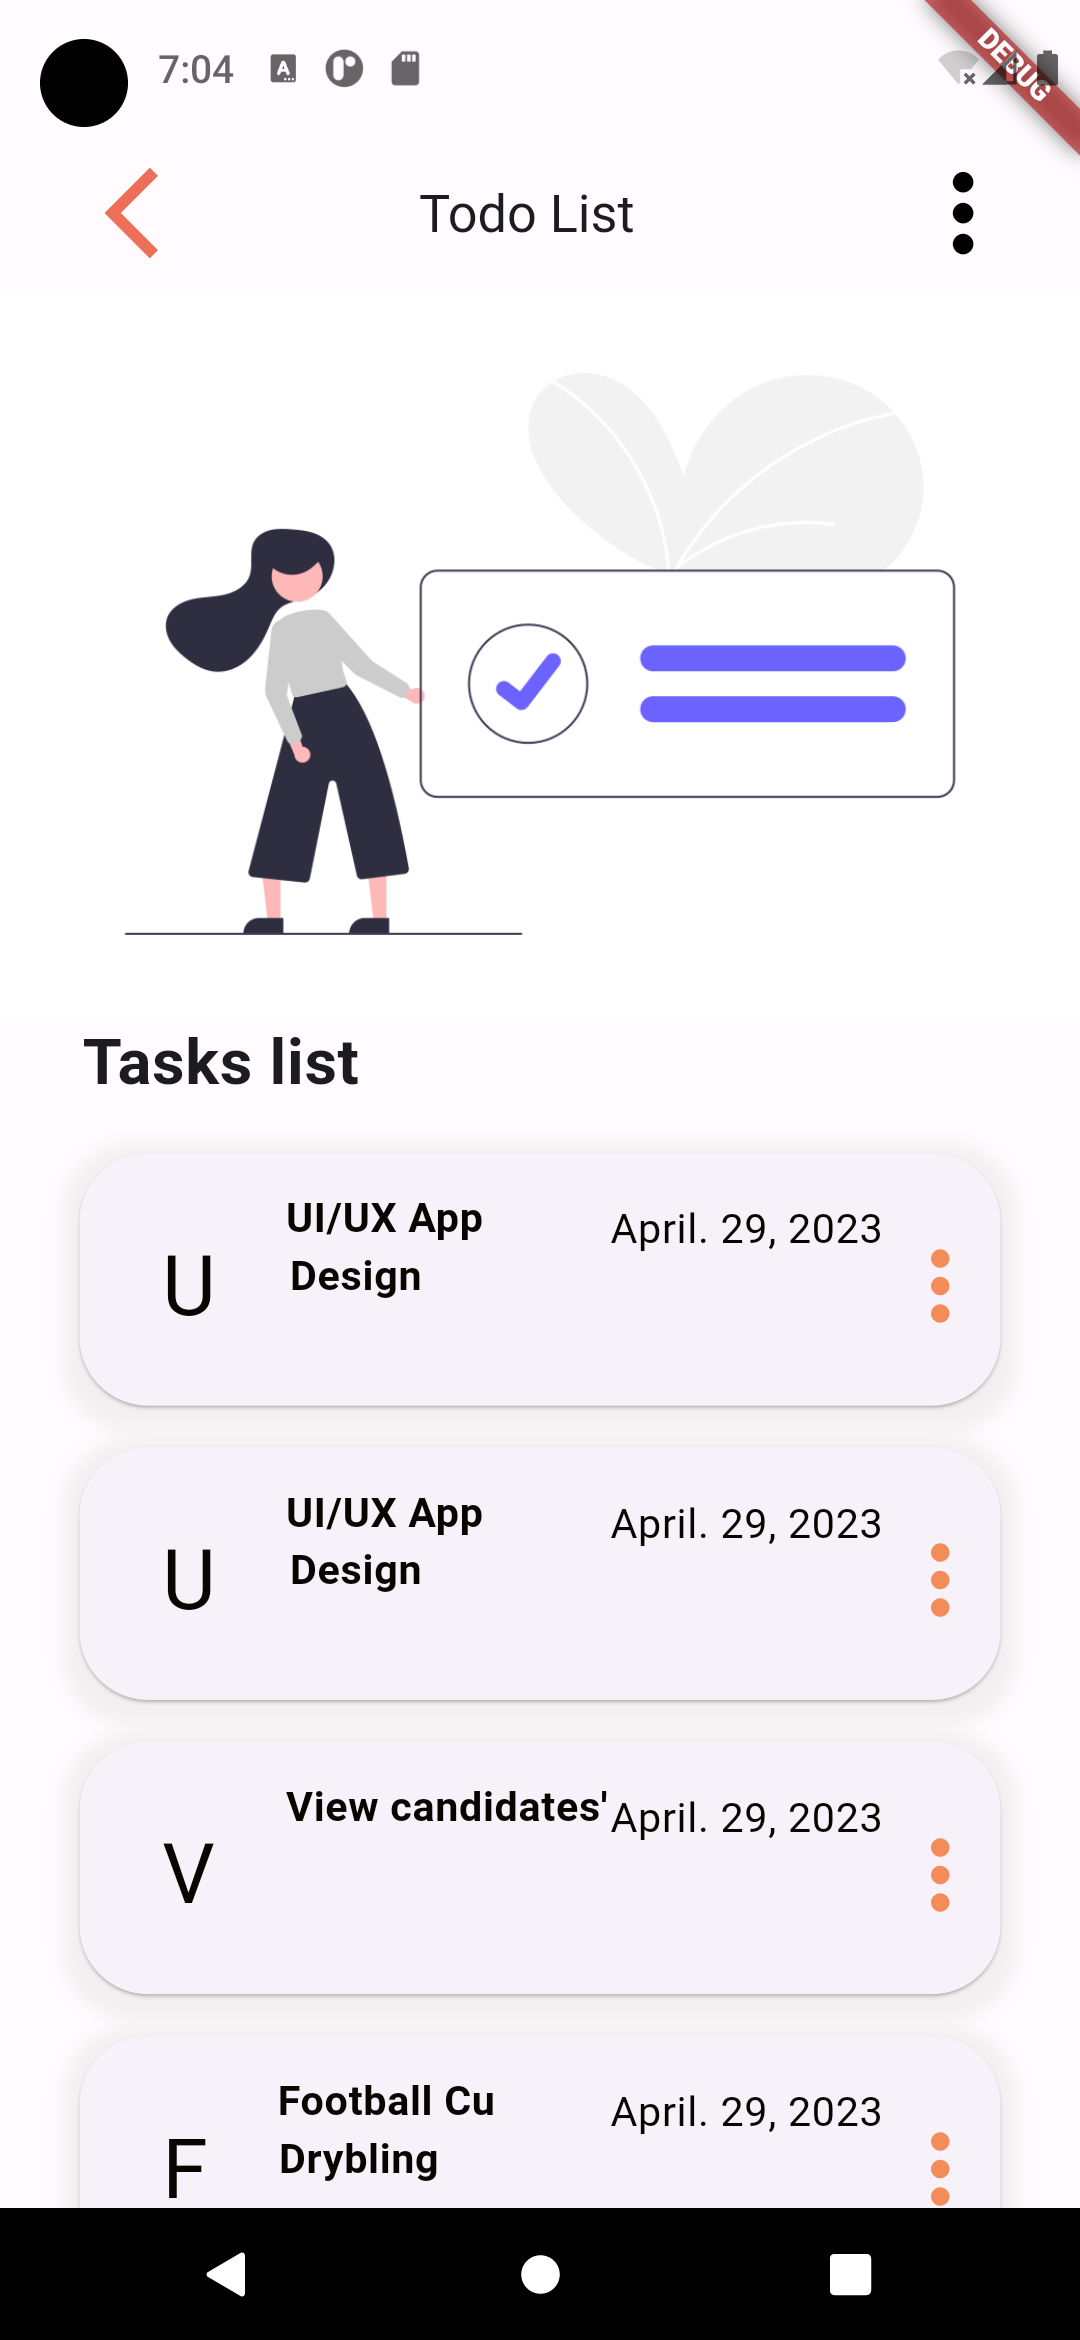 7:04
A
DEBUG
Todo List
Tasks list
U
UI/UX App
Design
April. 29, 2023
U
UI/UX App
Design
April. 29, 2023
V
View candidates'
April. 29, 2023
F
Football Cu
Drybling
April. 29, 2023